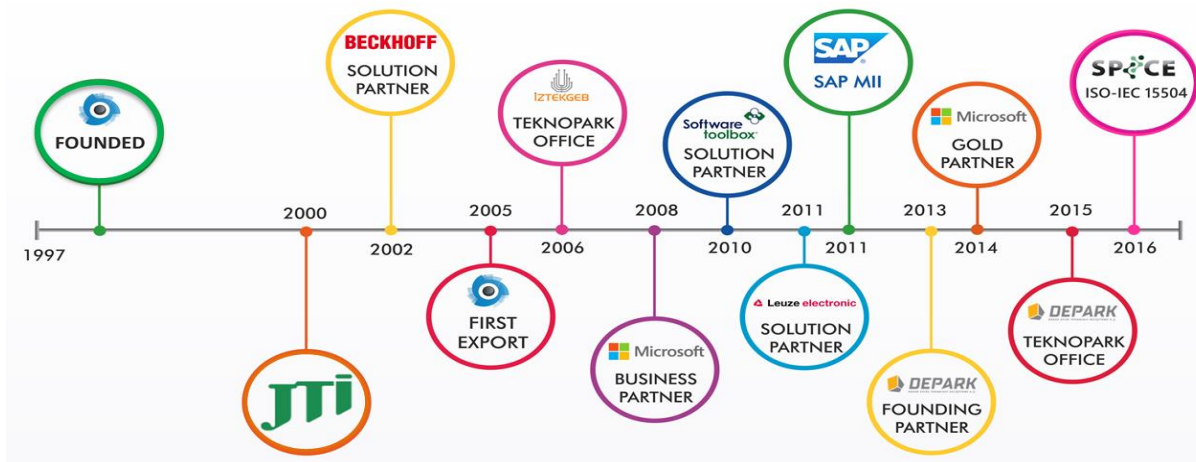 FOUNDED
1997
2000
JTi
BECKHOFF
SOLUTION
PARTNER
2002
2005
FIRST
EXPORT
İZTEKGEB
TEKNOPARK
OFFICE
2006
2008
Microsoft
BUSINESS
PARTNER
Software
toolbox
SOLUTION
PARTNER
2010
2011
Leuze electronic
SOLUTION
PARTNER
SAP
SAP MII
2011
2013
DEPARK
FOUNDING
PARTNER
Microsoft
GOLD
PARTNER
2014
2015
DEPARK
TEKNOPARK
OFFICE
SPICE
ISO-IEC 15504
2016